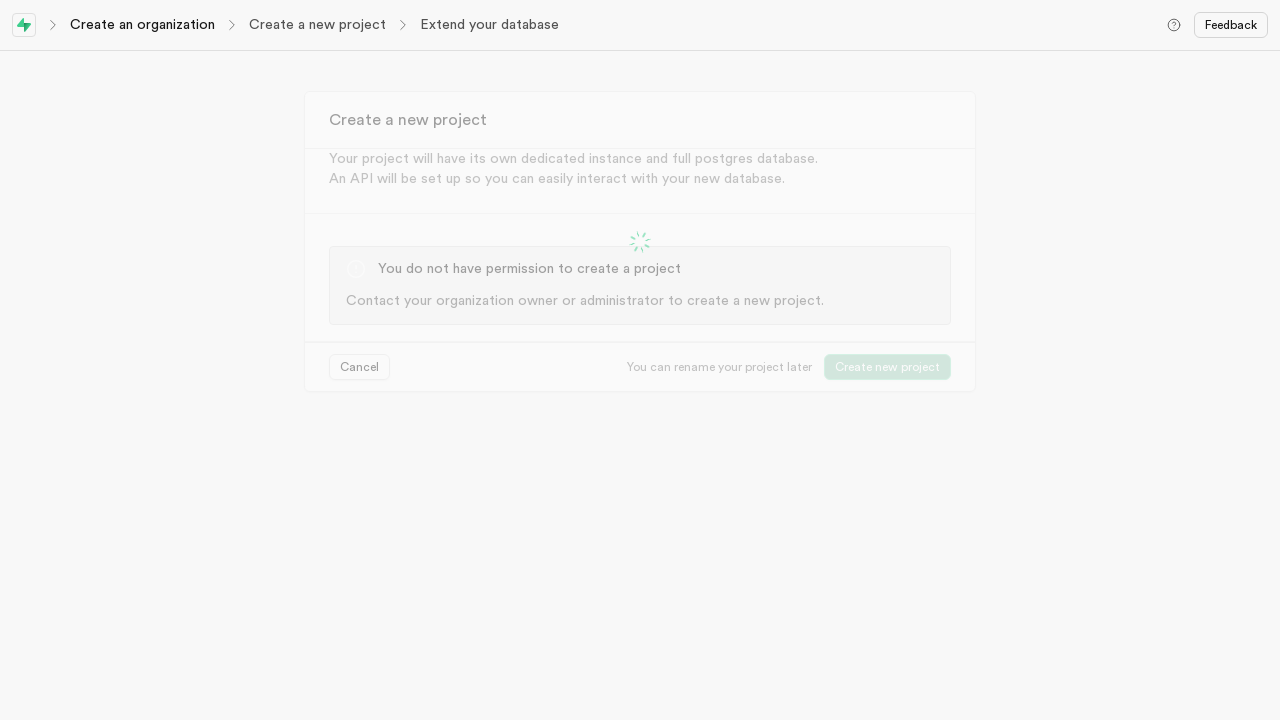 Create an organization
Create a new project
Extend your database
Feedback
Create a new project
Your project will have its own dedicated instance and full postgres database.
An API will be set up so you can easily interact with your new database.
You do not have permission to create a project
Contact your organization owner or administrator to create a new project.
Cancel
You can rename your project later
Create new project